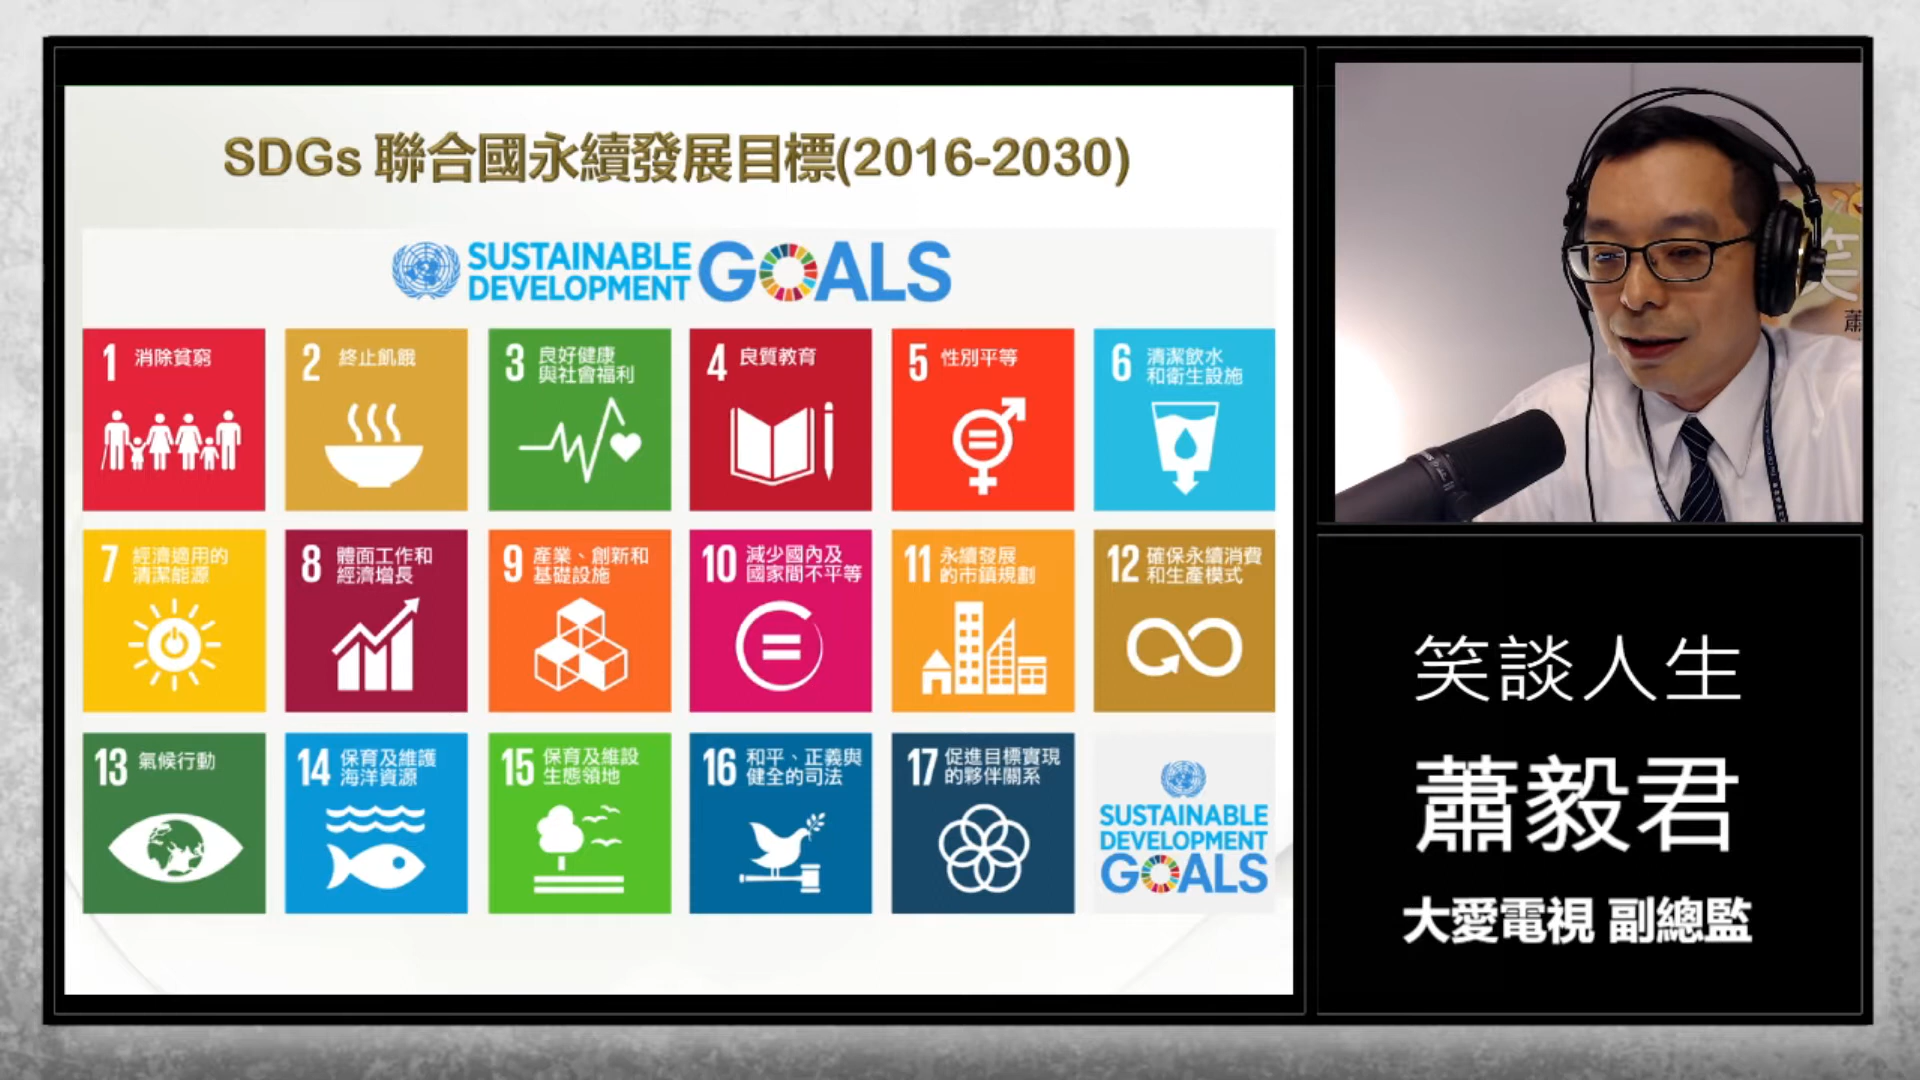 SDGs 聯合國永續發展目標(2016-2030)
SUSTAINABLE
DEVELOPMENT
GOALS
1 消除貧窮
2 終止飢餓
3 良好健康
與社會福利
4 良質教育
5 性別平等
6 清潔飲水
和衛生設施
7 經濟適用的
清潔能源
8 體面工作和
經濟增長
9 產業、創新和
基礎設施
10 減少國內及
國家間不平等
11 永續發展
的市鎮規劃
12 確保永續消費
和生產模式
13 氣候行動
14 保育及維護
海洋資源
15 保育及維設
生態領地
16 和平、正義與
健全的司法
17 促進目標實現
的夥伴關系
SUSTAINABLE
DEVELOPMENT
GOALS
笑
蕭
笑談人生
蕭毅君
大愛電視 副總監